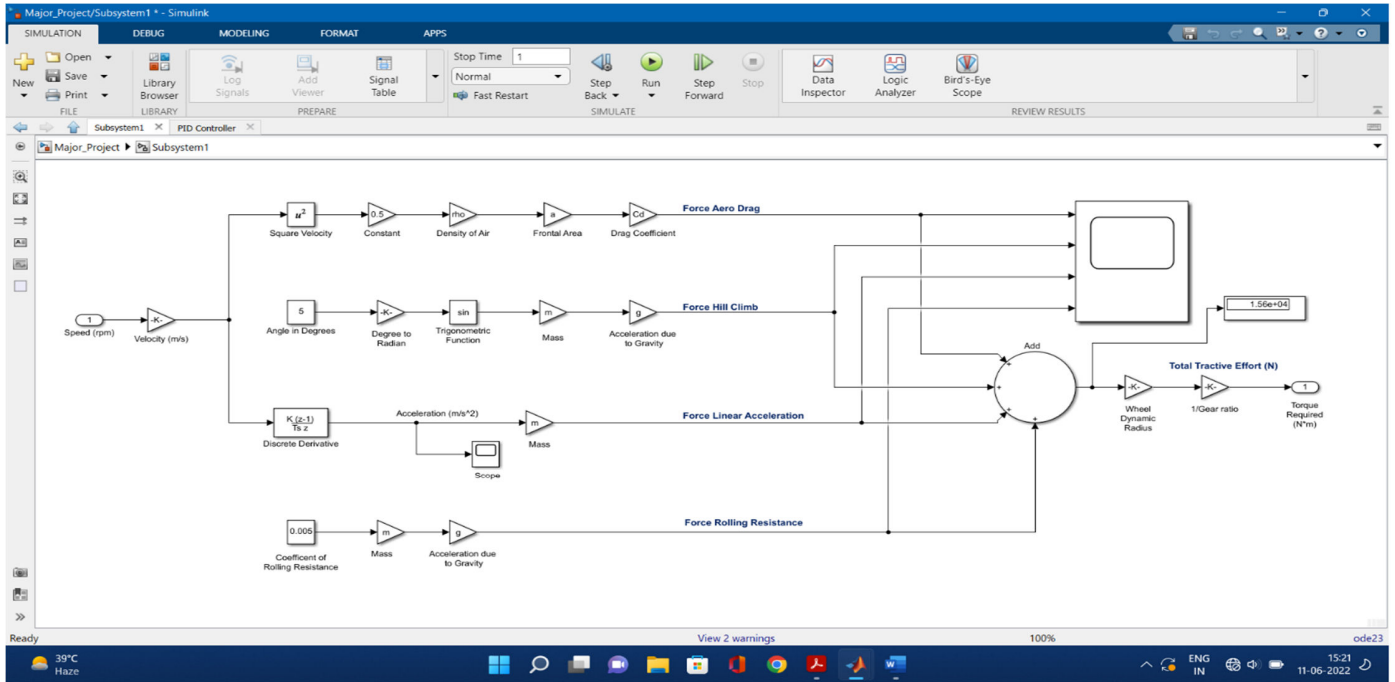 Major_Project/Subsystem1 * - Simulink
SIMULATION DEBUG MODELING FORMAT APPS
New
Open
Save
Print
FILE
Library
Browser
LIBRARY
Log
Signals
Add
Viewer
Signal
Table
PREPARE
Stop Time 1
Normal
Fast Restart
Step
Back
Run
Step
Forward
Stop
SIMULATE
Data
Inspector
Logic
Analyzer
Bird's-Eye
Scope
REVIEW RESULTS
Subsystem1 PID Controller
Major_Project Subsystem1
u²
0.5
rho
a
Cd
Force Aero Drag
Square Velocity
Constant
Density of Air
Frontal Area
Drag Coefficient
1
Speed (rpm)
-K-
Velocity (m/s)
5
Angle in Degrees
-K-
Degree to
Radian
sin
Trigonometric
Function
m
Mass
g
Acceleration due
to Gravity
Force Hill Climb
1.56e+04
Add
+
+
+
+
Total Tractive Effort (N)
-K-
Wheel
Dynamic
Radius
-K-
1/Gear ratio
1
Torque
Required
(N*m)
K (z-1)
Ts z
Discrete Derivative
Acceleration (m/s^2)
Scope
m
Mass
Force Linear Acceleration
0.005
Coefficent of
Rolling Resistance
m
Mass
g
Acceleration due
to Gravity
Force Rolling Resistance
Ready
View 2 warnings
100%
ode23
39°C
Haze
ENG
IN
15:21
11-06-2022